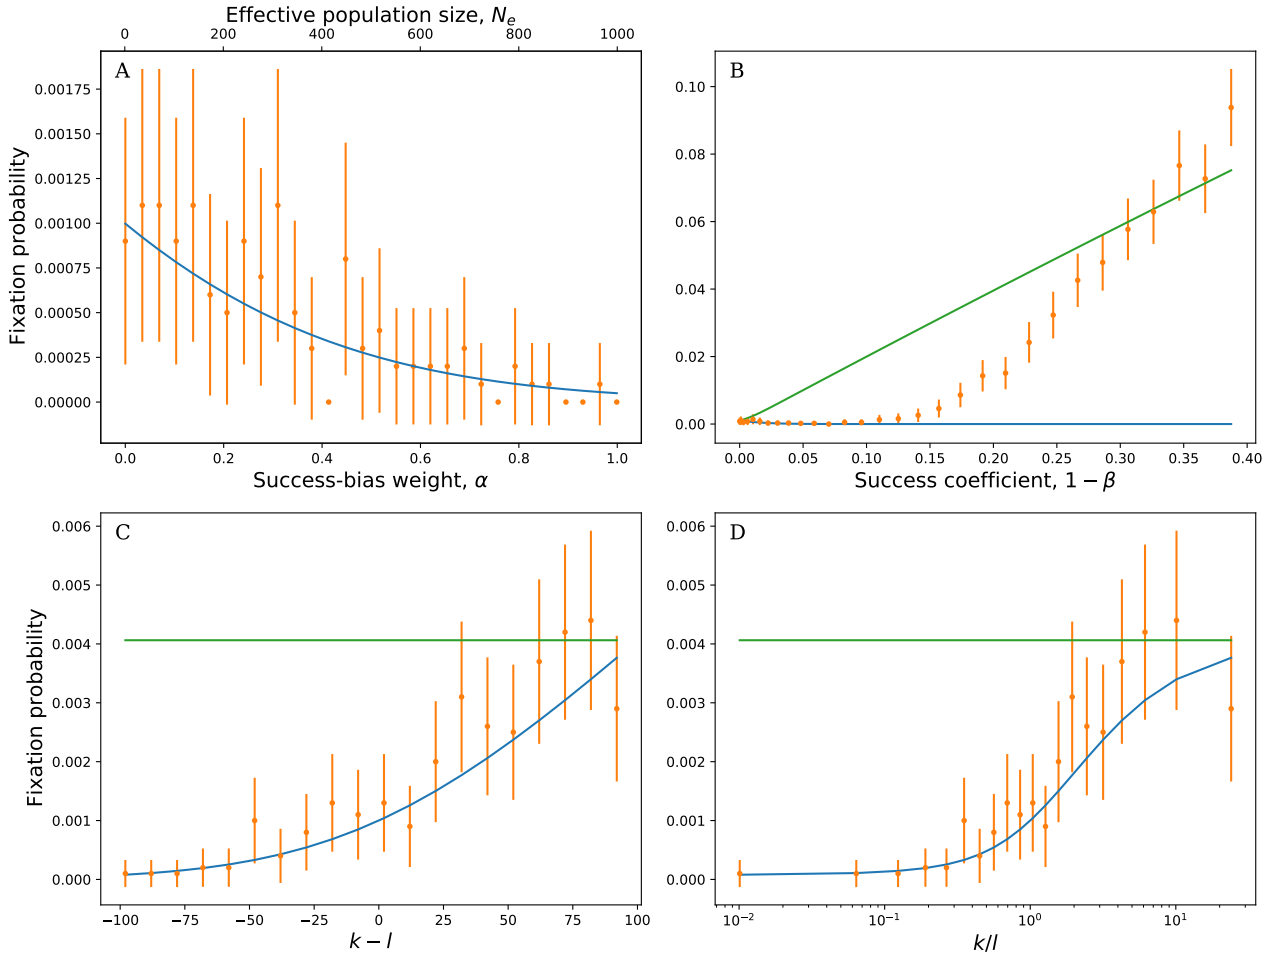 Effective population size, Nₑ
0 200 400 600 800 1000
A
0.00175
0.00150
0.00125
0.00100
0.00075
0.00050
0.00025
0.00000
Fixation probability
0.0 0.2 0.4 0.6 0.8 1.0
Success-bias weight, α
B
0.10
0.08
0.06
0.04
0.02
0.00
0.00 0.05 0.10 0.15 0.20 0.25 0.30 0.35 0.40
Success coefficient, 1 − β
C
0.006
0.005
0.004
0.003
0.002
0.001
0.000
Fixation probability
−100 −75 −50 −25 0 25 50 75 100
k − l
D
0.006
0.005
0.004
0.003
0.002
0.001
0.000
10⁻² 10⁻¹ 10⁰ 10¹
k/l